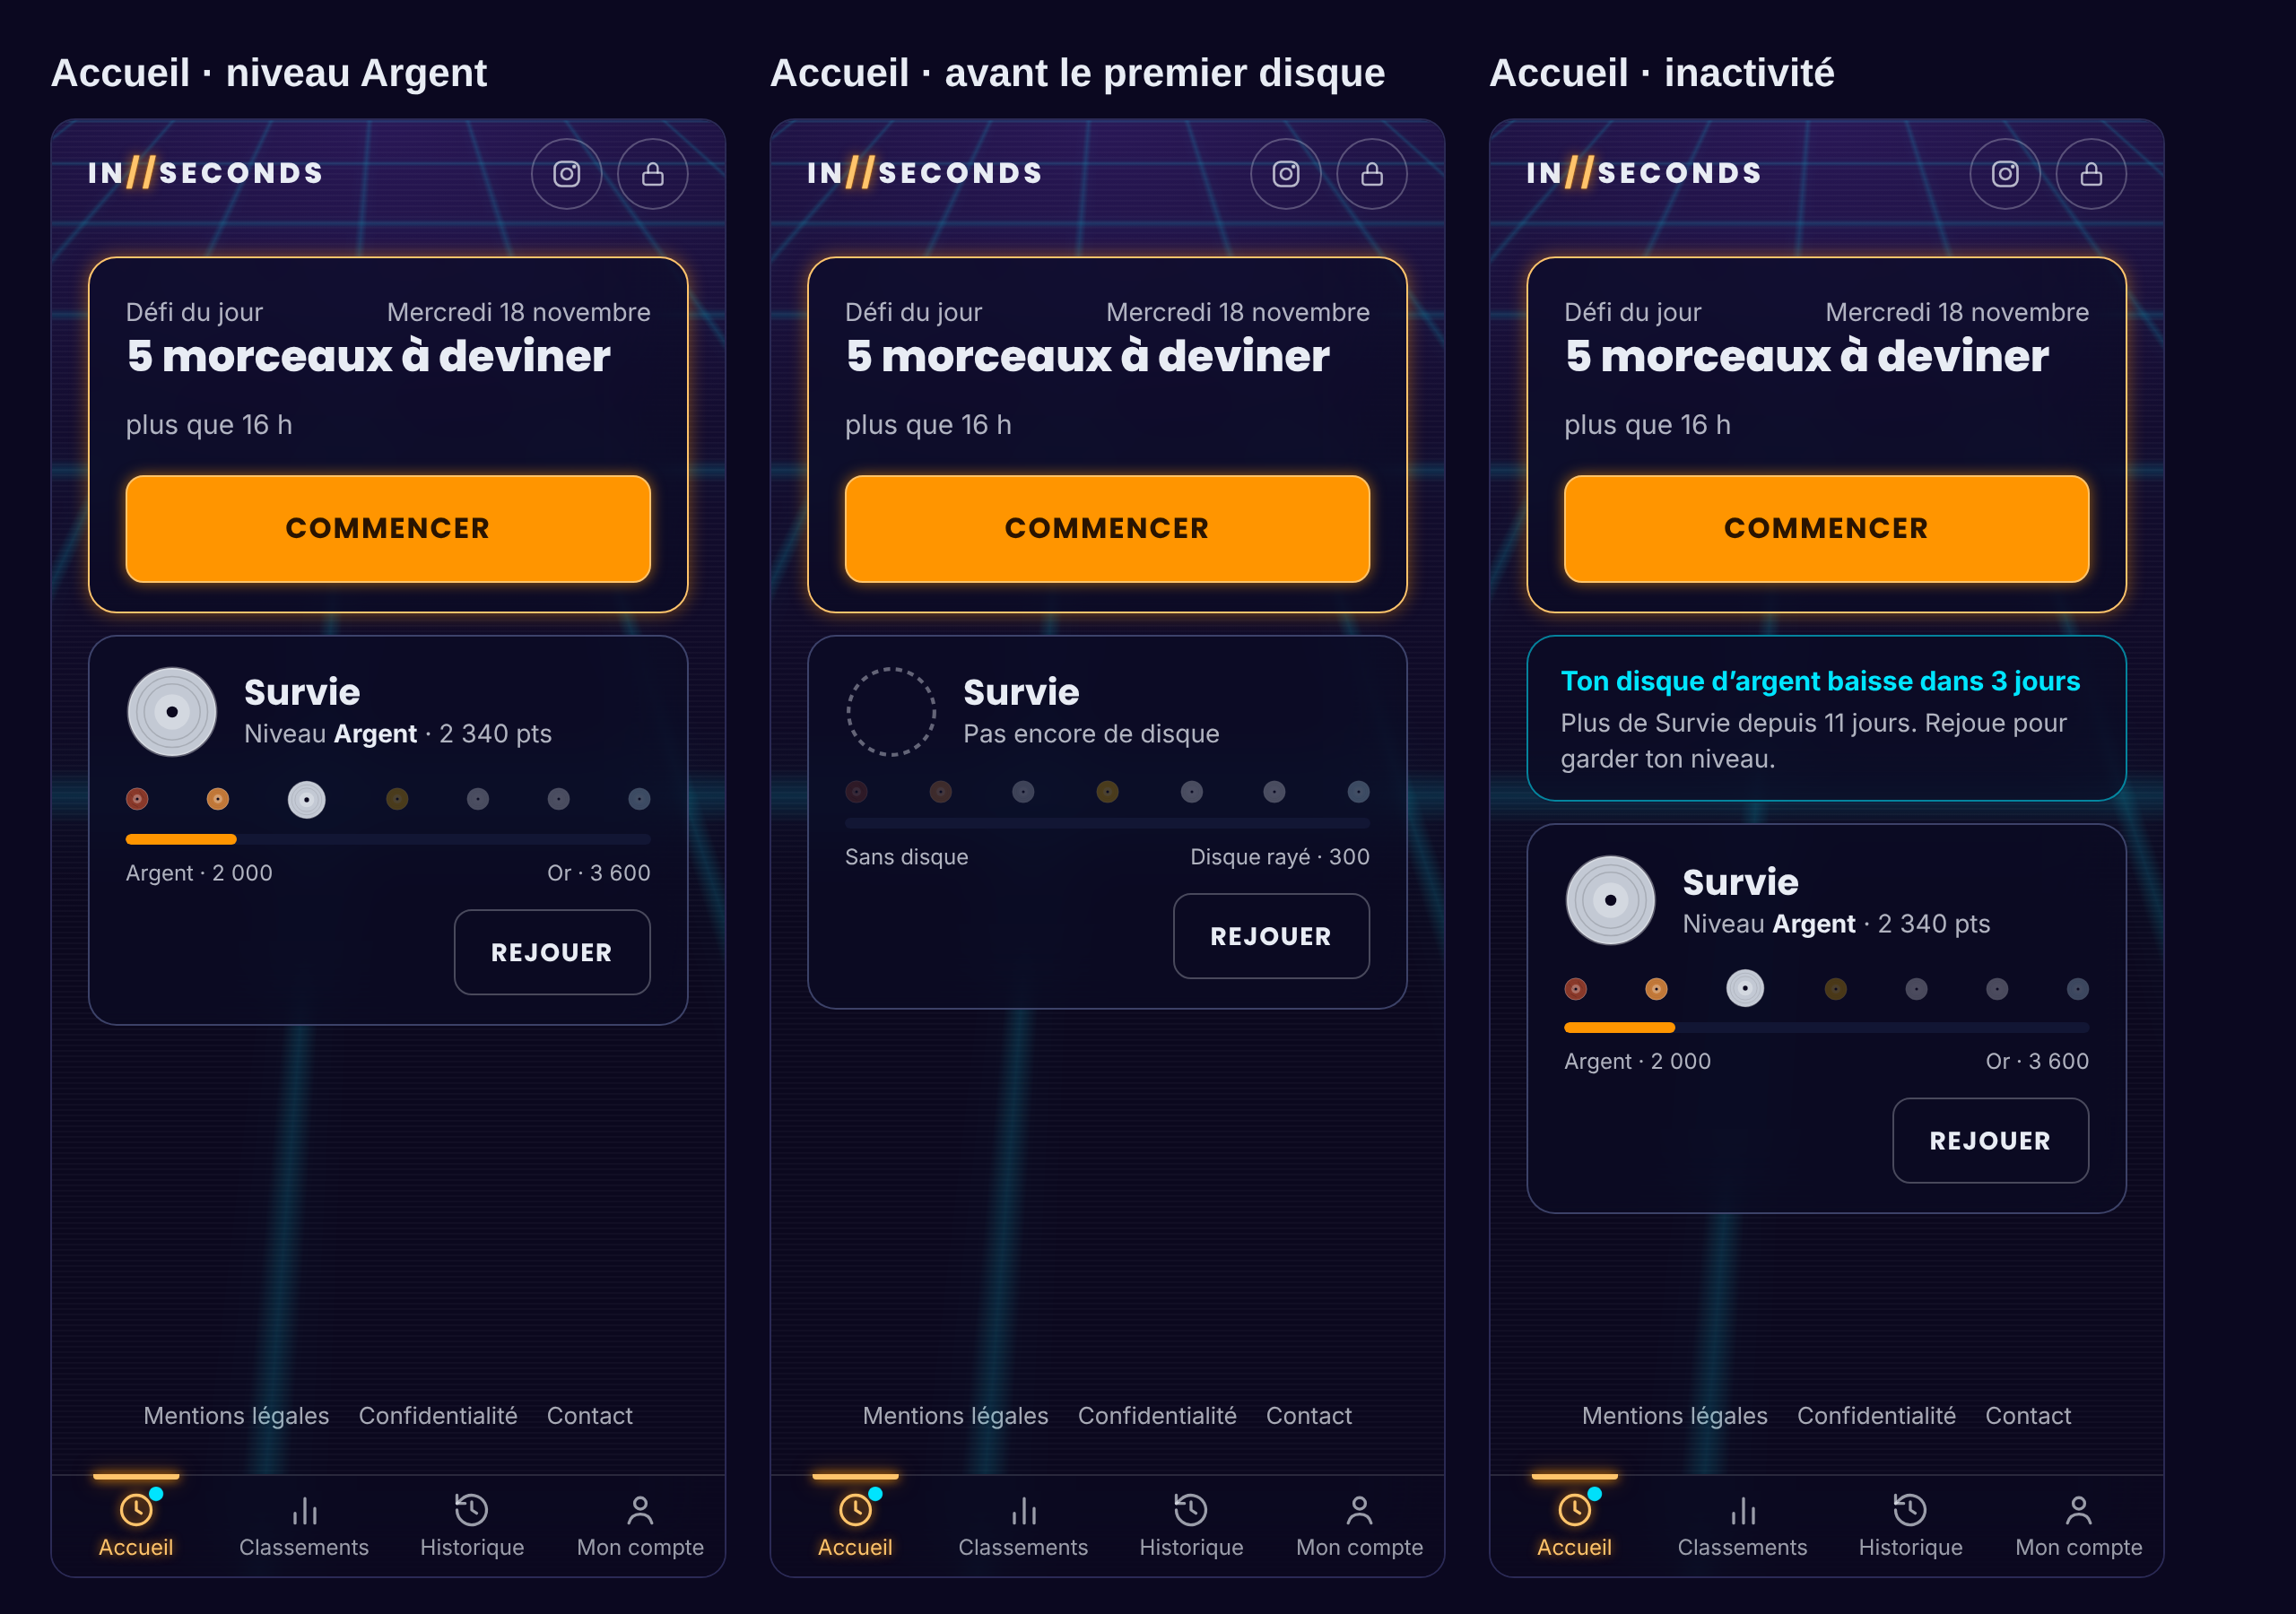 Accueil · niveau Argent
IN//SECONDS
Défi du jour
Mercredi 18 novembre
5 morceaux à deviner
plus que 16 h
COMMENCER
Survie
Niveau Argent · 2 340 pts
Argent · 2 000
Or · 3 600
REJOUER
Mentions légales
Confidentialité
Contact
Accueil
Classements
Historique
Mon compte
Accueil · avant le premier disque
IN//SECONDS
Défi du jour
Mercredi 18 novembre
5 morceaux à deviner
plus que 16 h
COMMENCER
Survie
Pas encore de disque
Sans disque
Disque rayé · 300
REJOUER
Mentions légales
Confidentialité
Contact
Accueil
Classements
Historique
Mon compte
Accueil · inactivité
IN//SECONDS
Défi du jour
Mercredi 18 novembre
5 morceaux à deviner
plus que 16 h
COMMENCER
Ton disque d’argent baisse dans 3 jours
Plus de Survie depuis 11 jours. Rejoue pour
garder ton niveau.
Survie
Niveau Argent · 2 340 pts
Argent · 2 000
Or · 3 600
REJOUER
Mentions légales
Confidentialité
Contact
Accueil
Classements
Historique
Mon compte